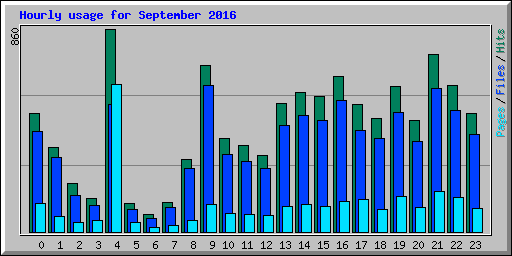 Hourly usage for September 2016
860
Pages/Files/Hits
0 1 2 3 4 5 6 7 8 9 10 11 12 13 14 15 16 17 18 19 20 21 22 23